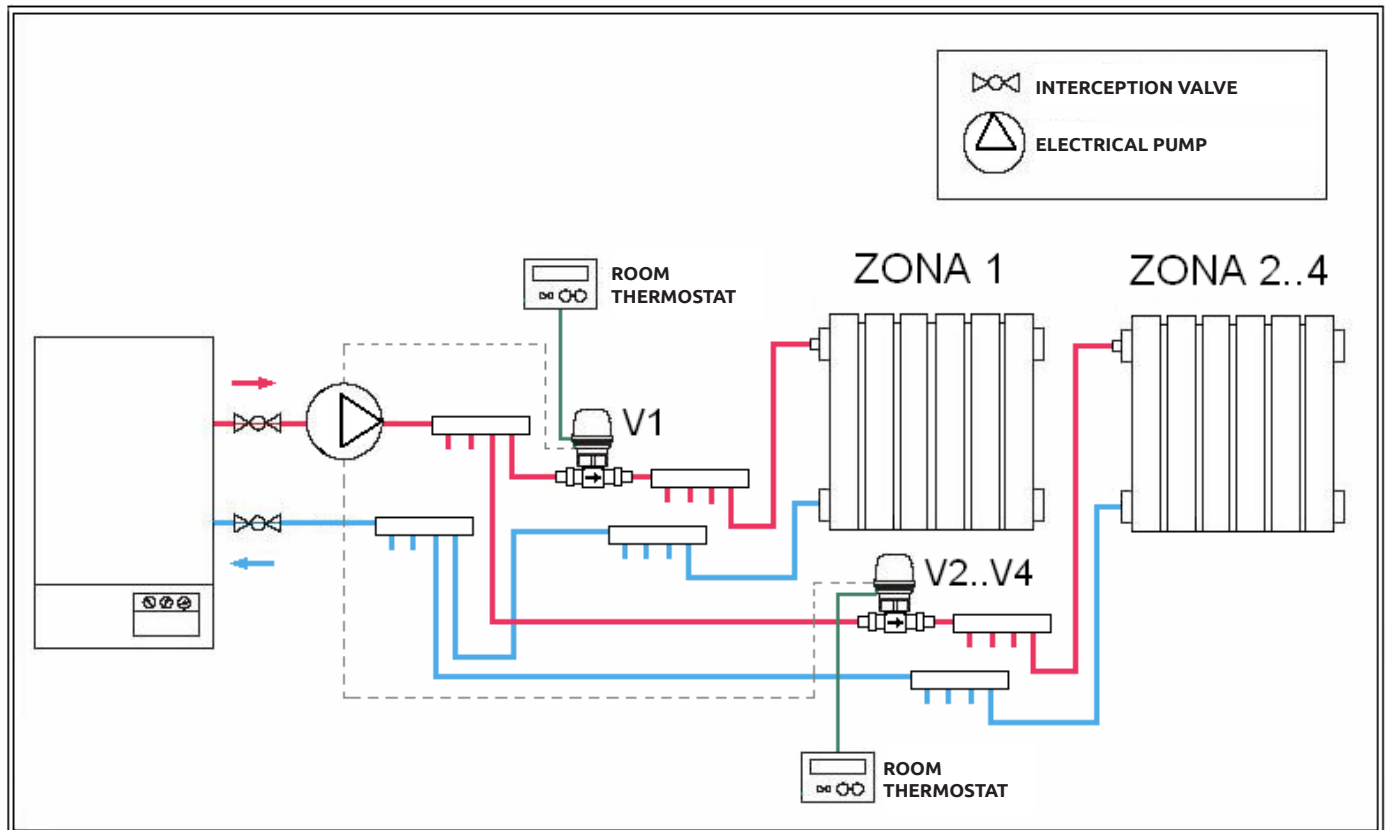 INTERCEPTION VALVE
ELECTRICAL PUMP
ROOM
THERMOSTAT
ZONA 1
ZONA 2..4
V1
V2..V4
ROOM
THERMOSTAT